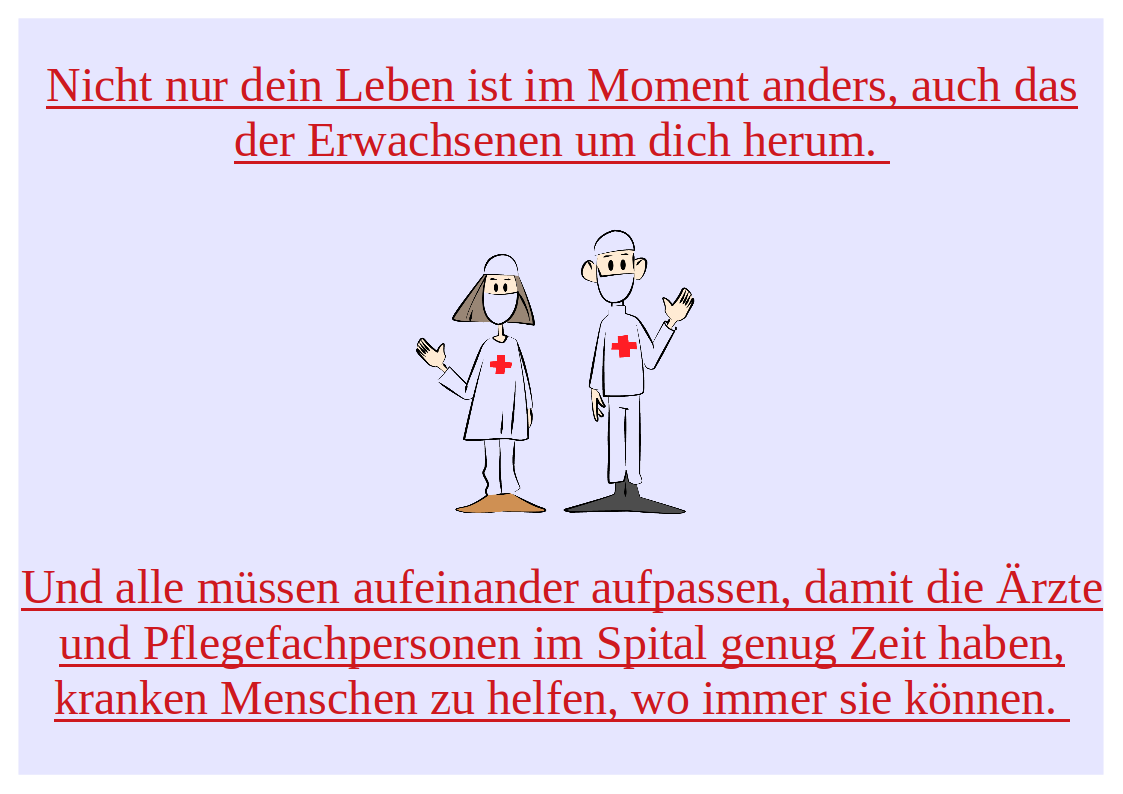 Nicht nur dein Leben ist im Moment anders, auch das
der Erwachsenen um dich herum.
Und alle müssen aufeinander aufpassen, damit die Ärzte
und Pflegefachpersonen im Spital genug Zeit haben,
kranken Menschen zu helfen, wo immer sie können.